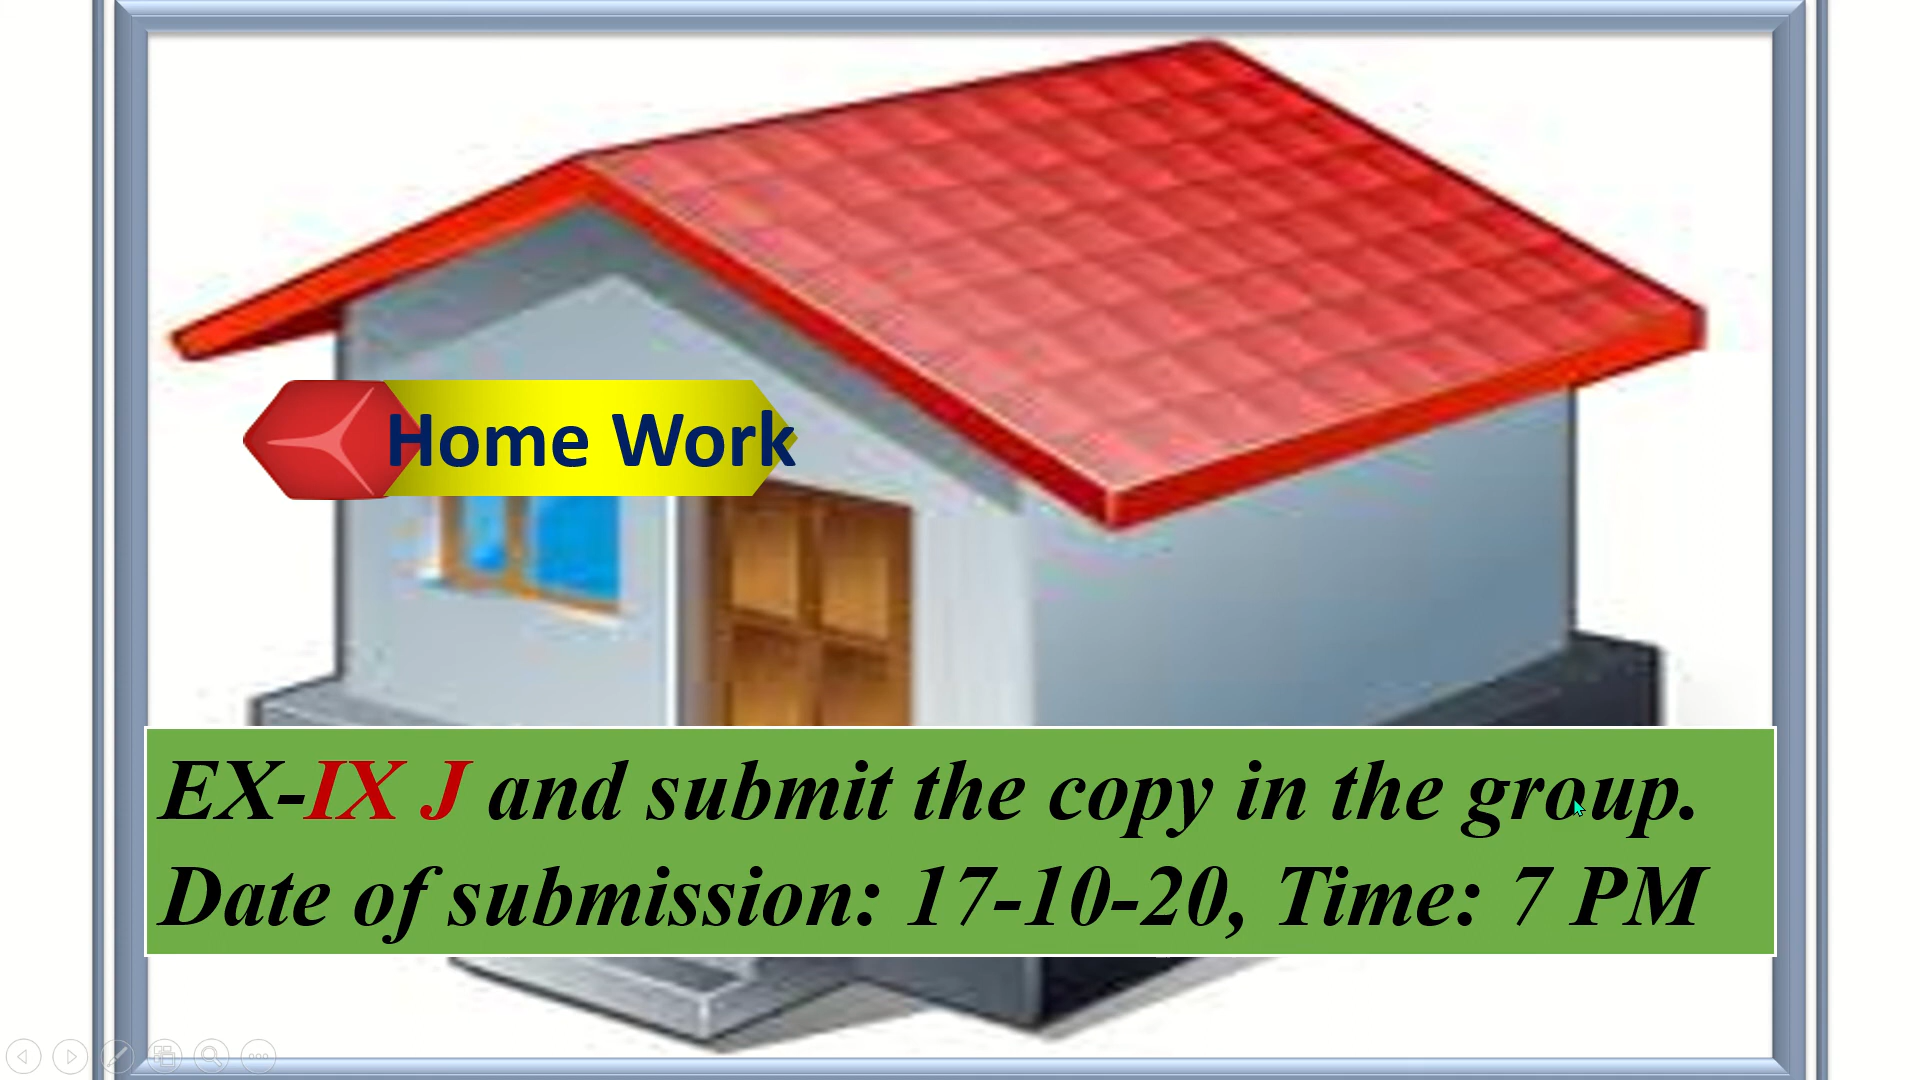 Home Work
EX-IX J and submit the copy in the group.
Date of submission: 17-10-20, Time: 7 PM